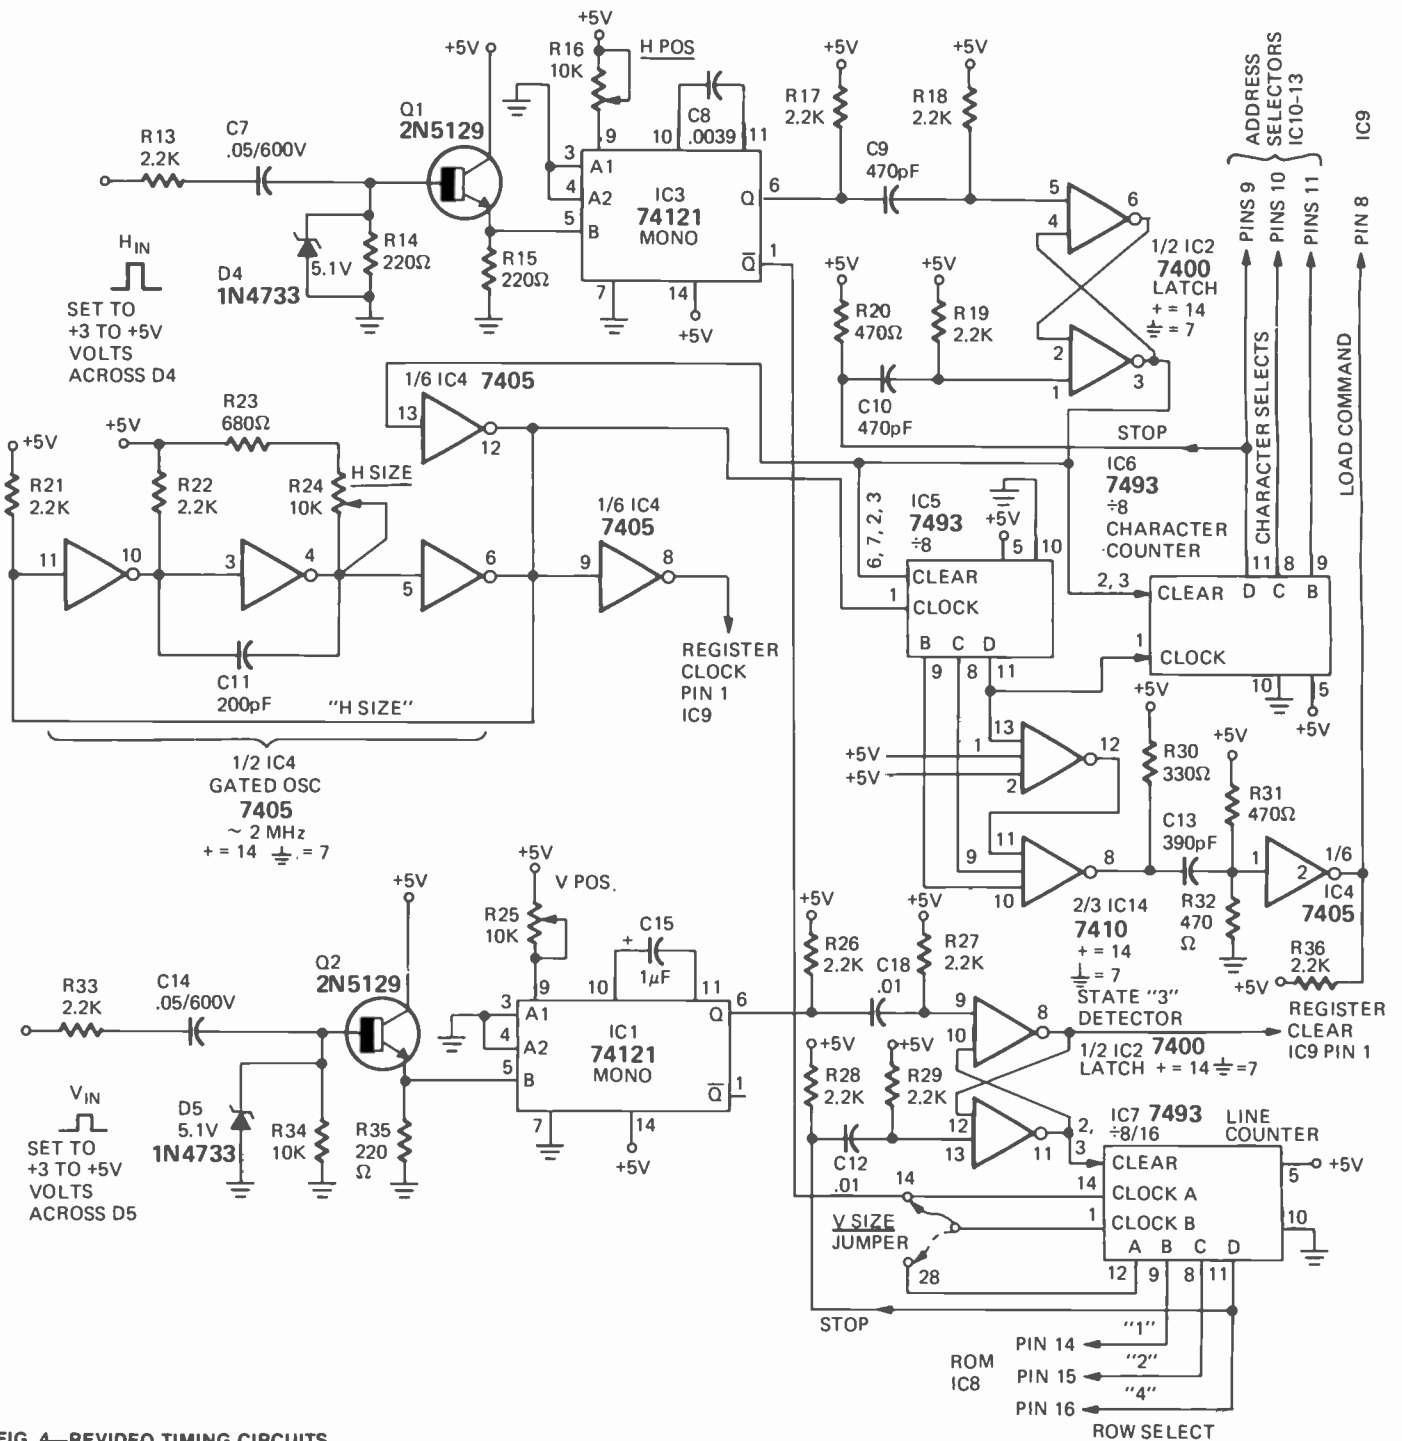 +5V
R13
2.2K
C7
.05/600V
Q1
2N5129
+5V
R16
10K
H POS
9
10
C8
.0039
11
3
A1
4
A2
5
B
IC3
74121
MONO
Q
6
Q̅
1
7
14
+5V
HIN
SET TO
+3 TO +5V
VOLTS
ACROSS D4
D4
1N4733
5.1V
R14
220Ω
R15
220Ω
+5V
R17
2.2K
C9
470pF
+5V
R18
2.2K
5
4
6
1/2 IC2
7400
LATCH
+ = 14
= 7
2
1
3
+5V
R20
470Ω
+5V
R19
2.2K
C10
470pF
STOP
ADDRESS
SELECTORS
IC10-13
PINS 9
PINS 10
PINS 11
IC9
PIN 8
CHARACTER SELECTS
LOAD COMMAND
1/6 IC4 7405
13
12
+5V
R21
2.2K
+5V
R22
2.2K
R23
680Ω
R24
10K
H SIZE
11
10
3
4
5
6
C11
200pF
"H SIZE"
1/6 IC4
7405
9
8
REGISTER
CLOCK
PIN 1
IC9
1/2 IC4
GATED OSC
7405
~ 2 MHz
+ = 14 = 7
6, 7, 2, 3
IC5
7493
÷8
+5V
5
10
CLEAR
1
CLOCK
B C D
9
8
11
IC6
7493
÷8
CHARACTER
COUNTER
2, 3
CLEAR
11 8 9
D C B
1
CLOCK
10
5
+5V
13
1
2
12
+5V
+5V
11
9
10
8
+5V
R30
330Ω
C13
390pF
+5V
R31
470Ω
R32
470
Ω
1
2
1/6
IC4
7405
2/3 IC14
7410
+ = 14
= 7
STATE "3"
DETECTOR
R36
2.2K
+5V
REGISTER
CLEAR
IC9 PIN 1
R33
2.2K
C14
.05/600V
Q2
2N5129
+5V
+5V
R25
10K
V POS.
9
10
+
C15
1μF
11
3
A1
4
A2
5
B
IC1
74121
MONO
Q
6
Q̅
1
7
14
+5V
VIN
SET TO
+3 TO +5V
VOLTS
ACROSS D5
D5
5.1V
1N4733
R34
10K
R35
220
Ω
+5V
R26
2.2K
C18
.01
+5V
R27
2.2K
9
10
8
1/2 IC2 7400
LATCH + = 14 =7
+5V
R28
2.2K
+5V
R29
2.2K
C12
.01
12
13
11
2,
3
IC7 7493
÷8/16
LINE
COUNTER
CLEAR
14
CLOCK A
1
CLOCK B
A B C D
12
9
8
11
5
+5V
10
14
V SIZE
JUMPER
28
STOP
ROM
IC8
PIN 14
"1"
PIN 15
"2"
PIN 16
"4"
ROW SELECT
FIG. 4—REVIDEO TIMING CIRCUITS